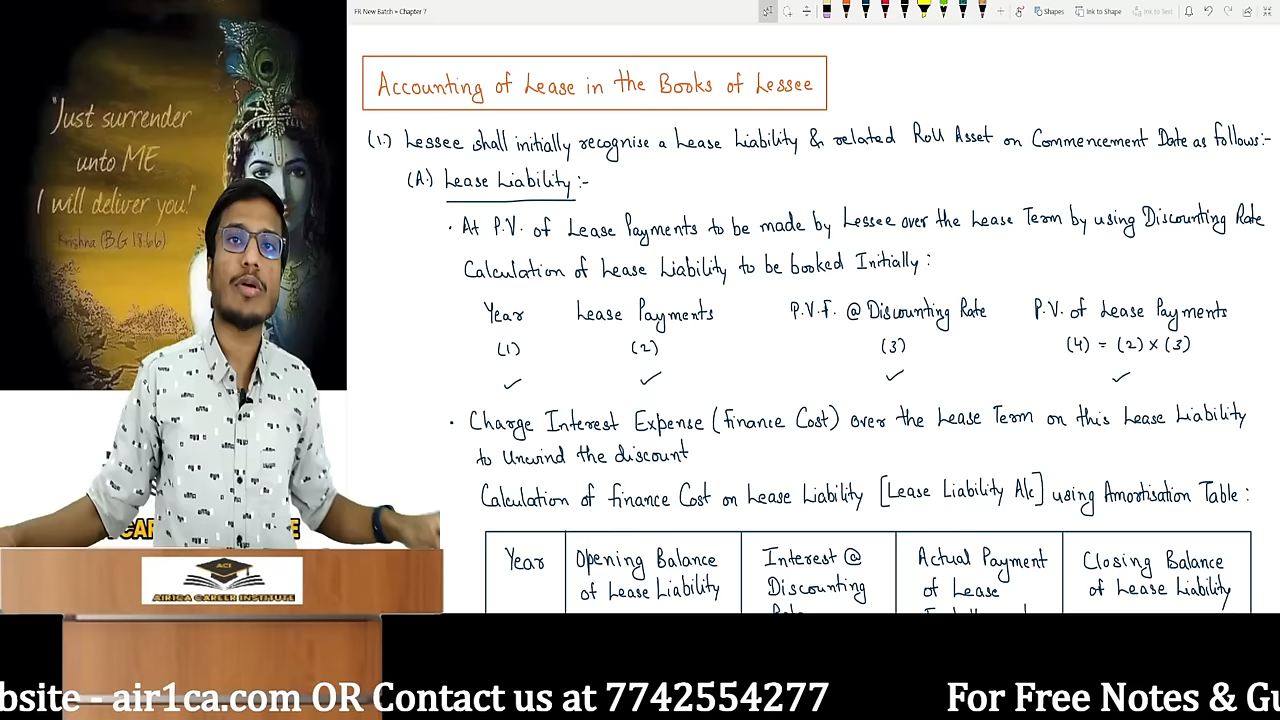 FR New Batch » Chapter 7
Shapes
Ink to Shape
Ink to Text
"Just surrender
unto ME
I will deliver you!"
Krishna (BG 18:66)
Accounting of Lease in the Books of Lessee
(1.) Lessee shall initially recognise a Lease Liability & related RoU Asset on Commencement Date as follows:-
(A.) Lease Liability:-
· At P.V. of Lease Payments to be made by Lessee over the Lease Term by using Discounting Rate
Calculation of Lease Liability to be booked Initially:
Year Lease Payments P.V.F. @ Discounting Rate P.V. of Lease Payments
(1) (2) (3) (4) = (2) × (3)
✓ ✓ ✓ ✓
· Charge Interest Expense (finance Cost) over the Lease Term on this Lease Liability
to Unwind the discount
Calculation of finance Cost on Lease Liability [Lease Liability A/c] using Amortisation Table:
Year Opening Balance Interest @ Actual Payment Closing Balance
of Lease Liability Discounting of Lease of Lease Liability
ACI
AIR1CA CAREER INSTITUTE
bsite - air1ca.com OR Contact us at 7742554277 For Free Notes & Gu